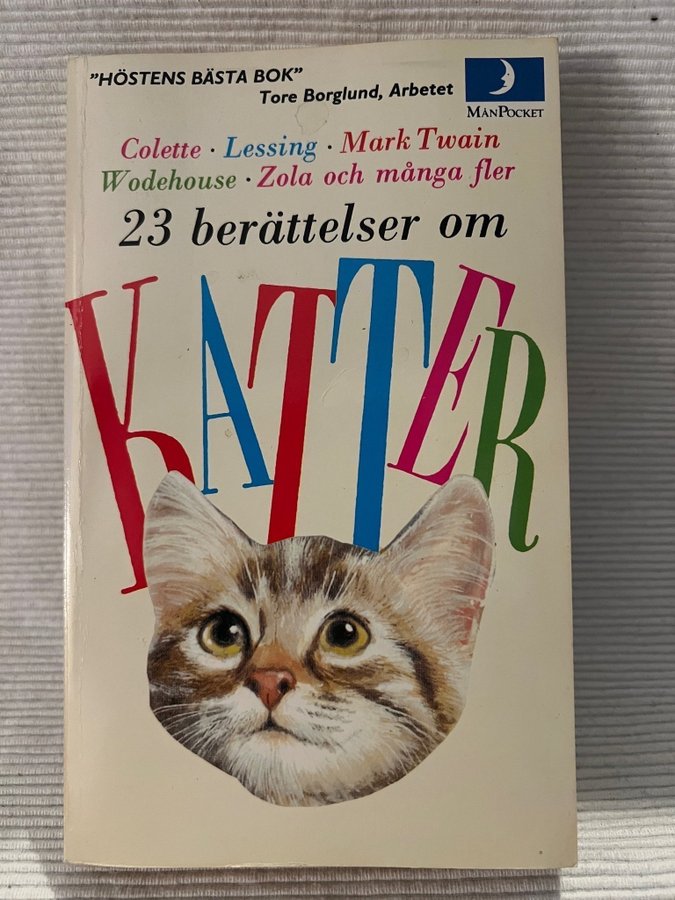 ”HÖSTENS BÄSTA BOK”
Tore Borglund, Arbetet
MÅNPOCKET
Colette · Lessing · Mark Twain
Wodehouse · Zola och många fler
23 berättelser om
KATTER